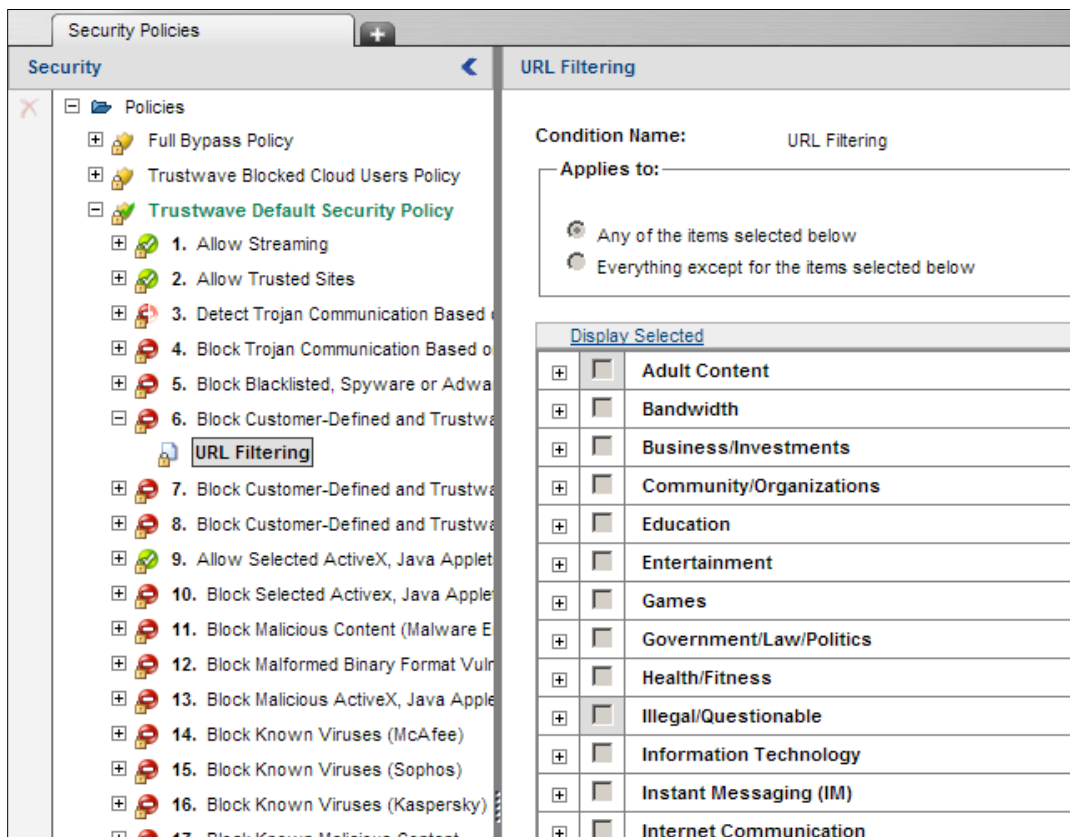 Security Policies
Security
Policies
Full Bypass Policy
Trustwave Blocked Cloud Users Policy
Trustwave Default Security Policy
1. Allow Streaming
2. Allow Trusted Sites
3. Detect Trojan Communication Based
4. Block Trojan Communication Based o
5. Block Blacklisted, Spyware or Adwa
6. Block Customer-Defined and Trustwa
URL Filtering
7. Block Customer-Defined and Trustwa
8. Block Customer-Defined and Trustwa
9. Allow Selected ActiveX, Java Applet
10. Block Selected Activex, Java Applet
11. Block Malicious Content (Malware E
12. Block Malformed Binary Format Vuln
13. Block Malicious ActiveX, Java Apple
14. Block Known Viruses (McAfee)
15. Block Known Viruses (Sophos)
16. Block Known Viruses (Kaspersky)
17. Block Known Malicious Content
URL Filtering
Condition Name: URL Filtering
Applies to:
Any of the items selected below
Everything except for the items selected below
Display Selected
Adult Content
Bandwidth
Business/Investments
Community/Organizations
Education
Entertainment
Games
Government/Law/Politics
Health/Fitness
Illegal/Questionable
Information Technology
Instant Messaging (IM)
Internet Communication